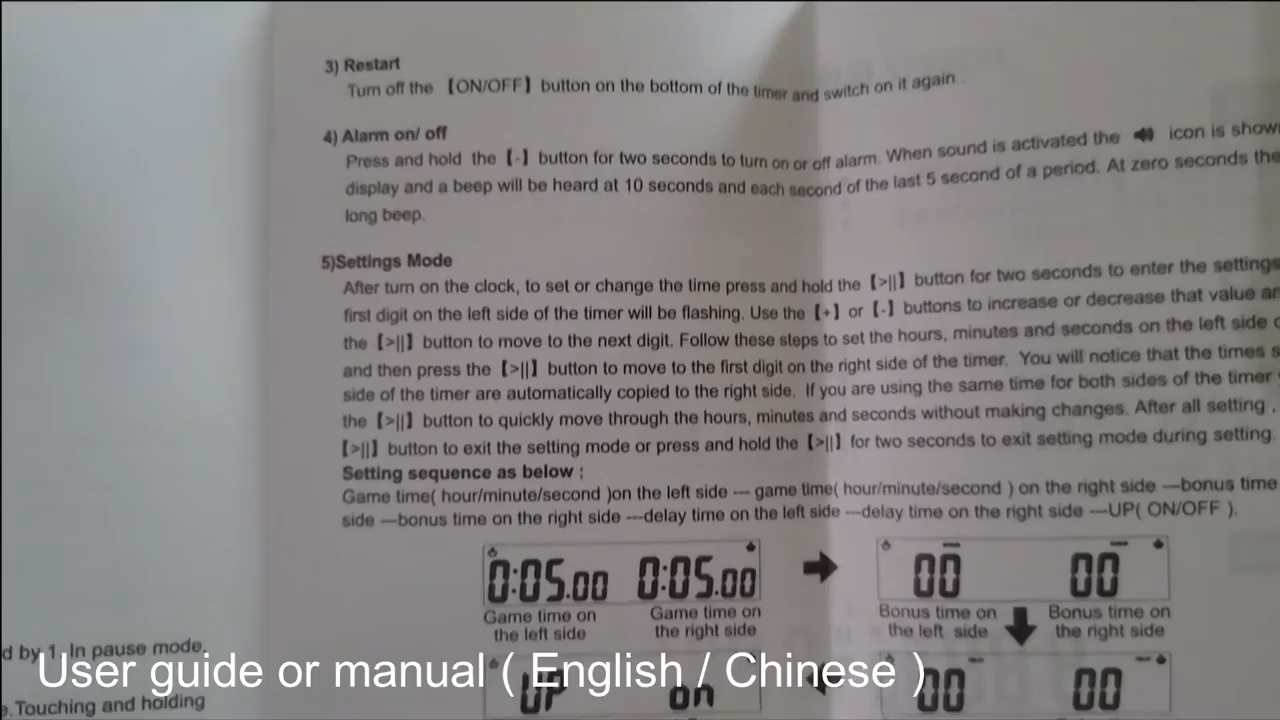 3) Restart
Turn off the 【ON/OFF】 button on the bottom of the timer and switch on it again .
4) Alarm on/ off
Press and hold the 【-】 button for two seconds to turn on or off alarm. When sound is activated the icon is show
display and a beep will be heard at 10 seconds and each second of the last 5 second of a period. At zero seconds the
long beep.
5)Settings Mode
After turn on the clock, to set or change the time press and hold the 【>||】 button for two seconds to enter the settings
first digit on the left side of the timer will be flashing. Use the 【+】 or 【-】 buttons to increase or decrease that value
the 【>||】 button to move to the next digit. Follow these steps to set the hours, minutes and seconds on the left side
and then press the 【>||】 button to move to the first digit on the right side of the timer. You will notice that the times
side of the timer are automatically copied to the right side. If you are using the same time for both sides of the timer
the 【>||】 button to quickly move through the hours, minutes and seconds without making changes. After all setting ,
【>||】 button to exit the setting mode or press and hold the 【>||】 for two seconds to exit setting mode during setting.
Setting sequence as below :
Game time( hour/minute/second )on the left side --- game time( hour/minute/second ) on the right side ---bonus time
side ---bonus time on the right side ---delay time on the left side ---delay time on the right side ---UP( ON/OFF ).
0:05.00 0:05.00 00 00
Game time on the left side
Game time on the right side
Bonus time on the left side
Bonus time on the right side
UP on 00 00
d by 1. In pause mode.
.Touching and holding
User guide or manual ( English / Chinese )